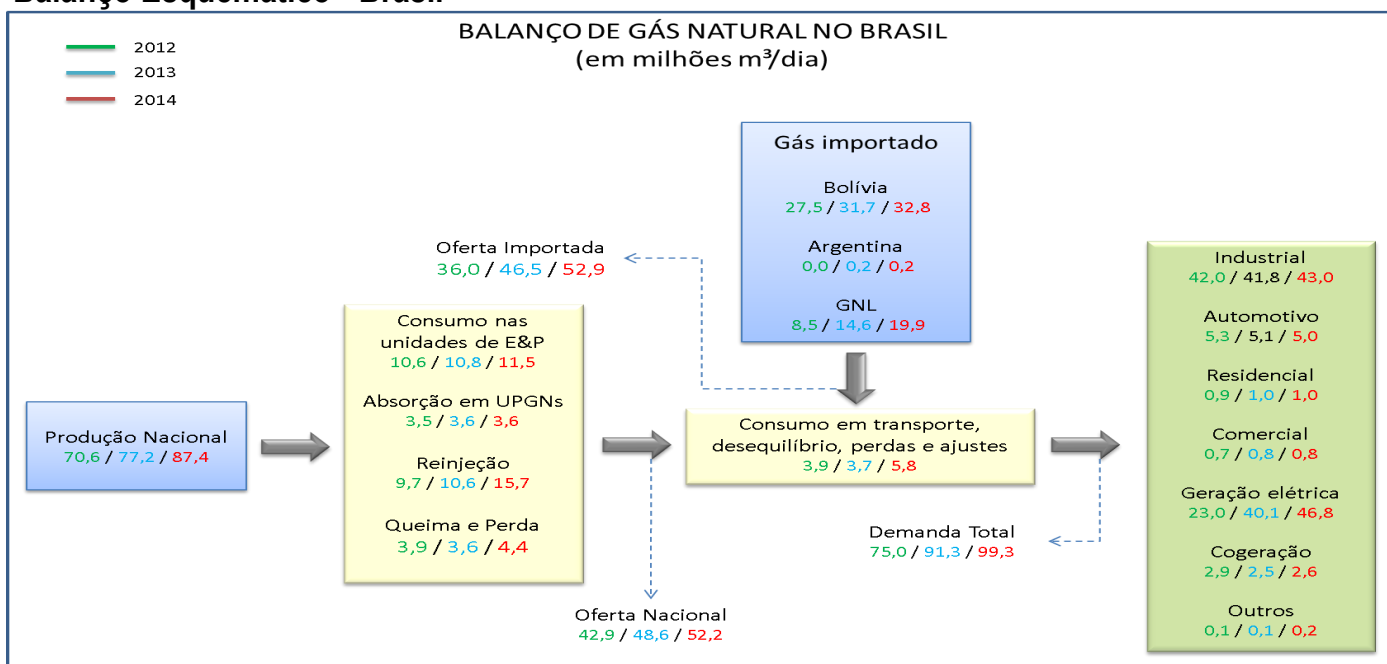 Balanço Esquemático - Brasil
BALANÇO DE GÁS NATURAL NO BRASIL
(em milhões m³/dia)
2012
2013
2014
Gás importado
Bolívia
27,5 / 31,7 / 32,8
Argentina
0,0 / 0,2 / 0,2
GNL
8,5 / 14,6 / 19,9
Oferta Importada
36,0 / 46,5 / 52,9
Produção Nacional
70,6 / 77,2 / 87,4
Consumo nas
unidades de E&P
10,6 / 10,8 / 11,5
Absorção em UPGNs
3,5 / 3,6 / 3,6
Reinjeção
9,7 / 10,6 / 15,7
Queima e Perda
3,9 / 3,6 / 4,4
Oferta Nacional
42,9 / 48,6 / 52,2
Consumo em transporte,
desequilíbrio, perdas e ajustes
3,9 / 3,7 / 5,8
Demanda Total
75,0 / 91,3 / 99,3
Industrial
42,0 / 41,8 / 43,0
Automotivo
5,3 / 5,1 / 5,0
Residencial
0,9 / 1,0 / 1,0
Comercial
0,7 / 0,8 / 0,8
Geração elétrica
23,0 / 40,1 / 46,8
Cogeração
2,9 / 2,5 / 2,6
Outros
0,1 / 0,1 / 0,2